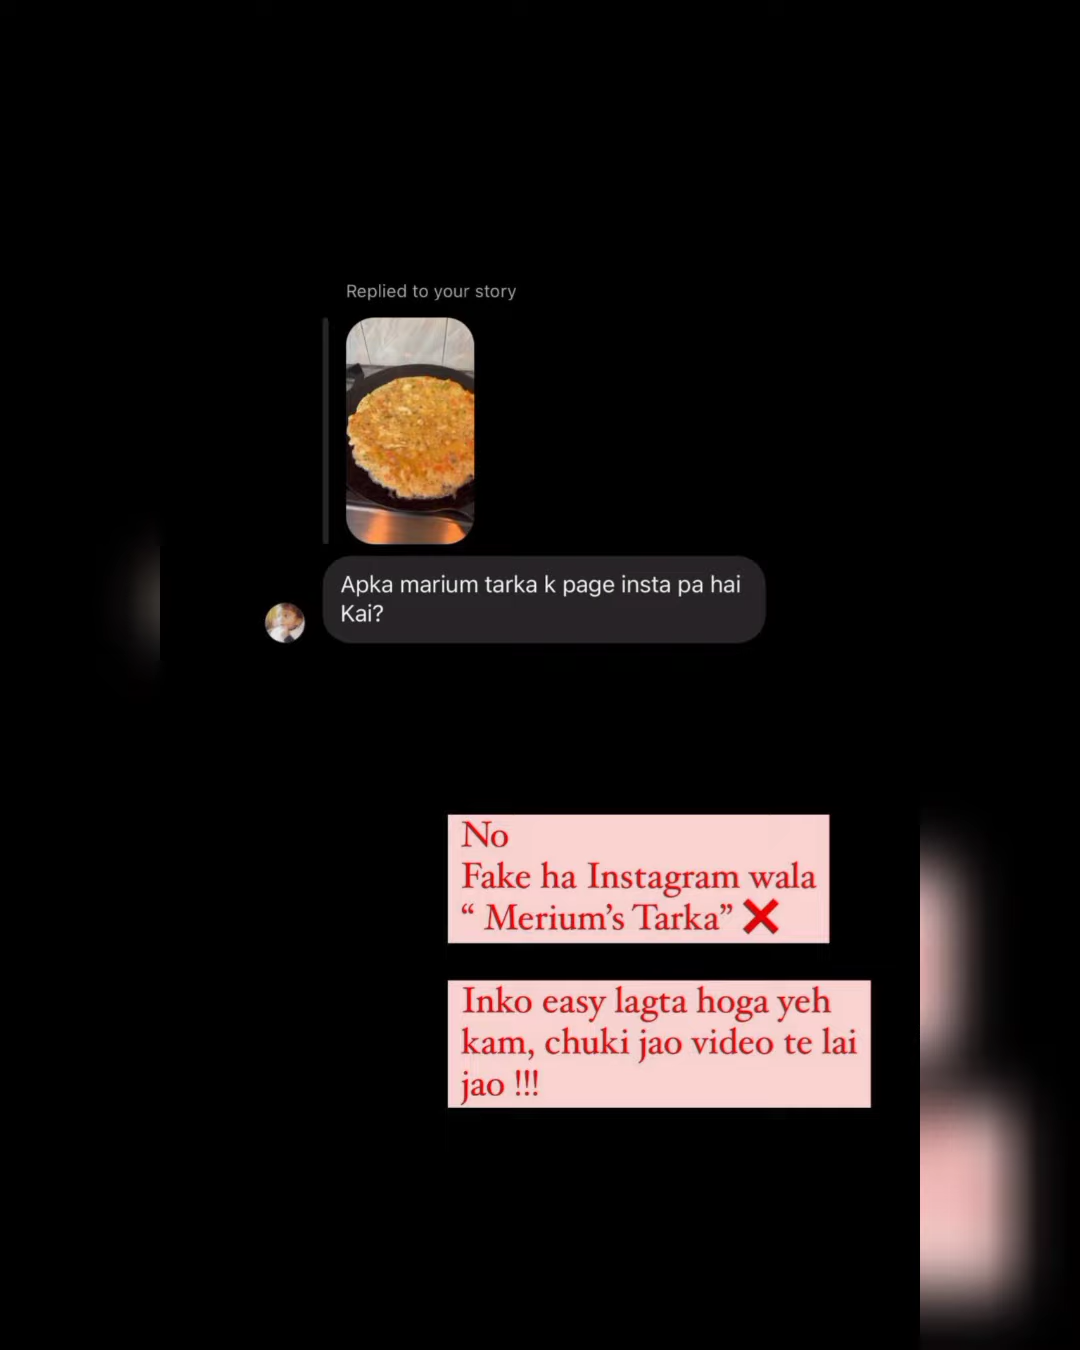 Replied to your story
Apka marium tarka k page insta pa hai
Kai?
No
Fake ha Instagram wala
“ Merium’s Tarka” ❌
Inko easy lagta hoga yeh
kam, chuki jao video te lai
jao !!!